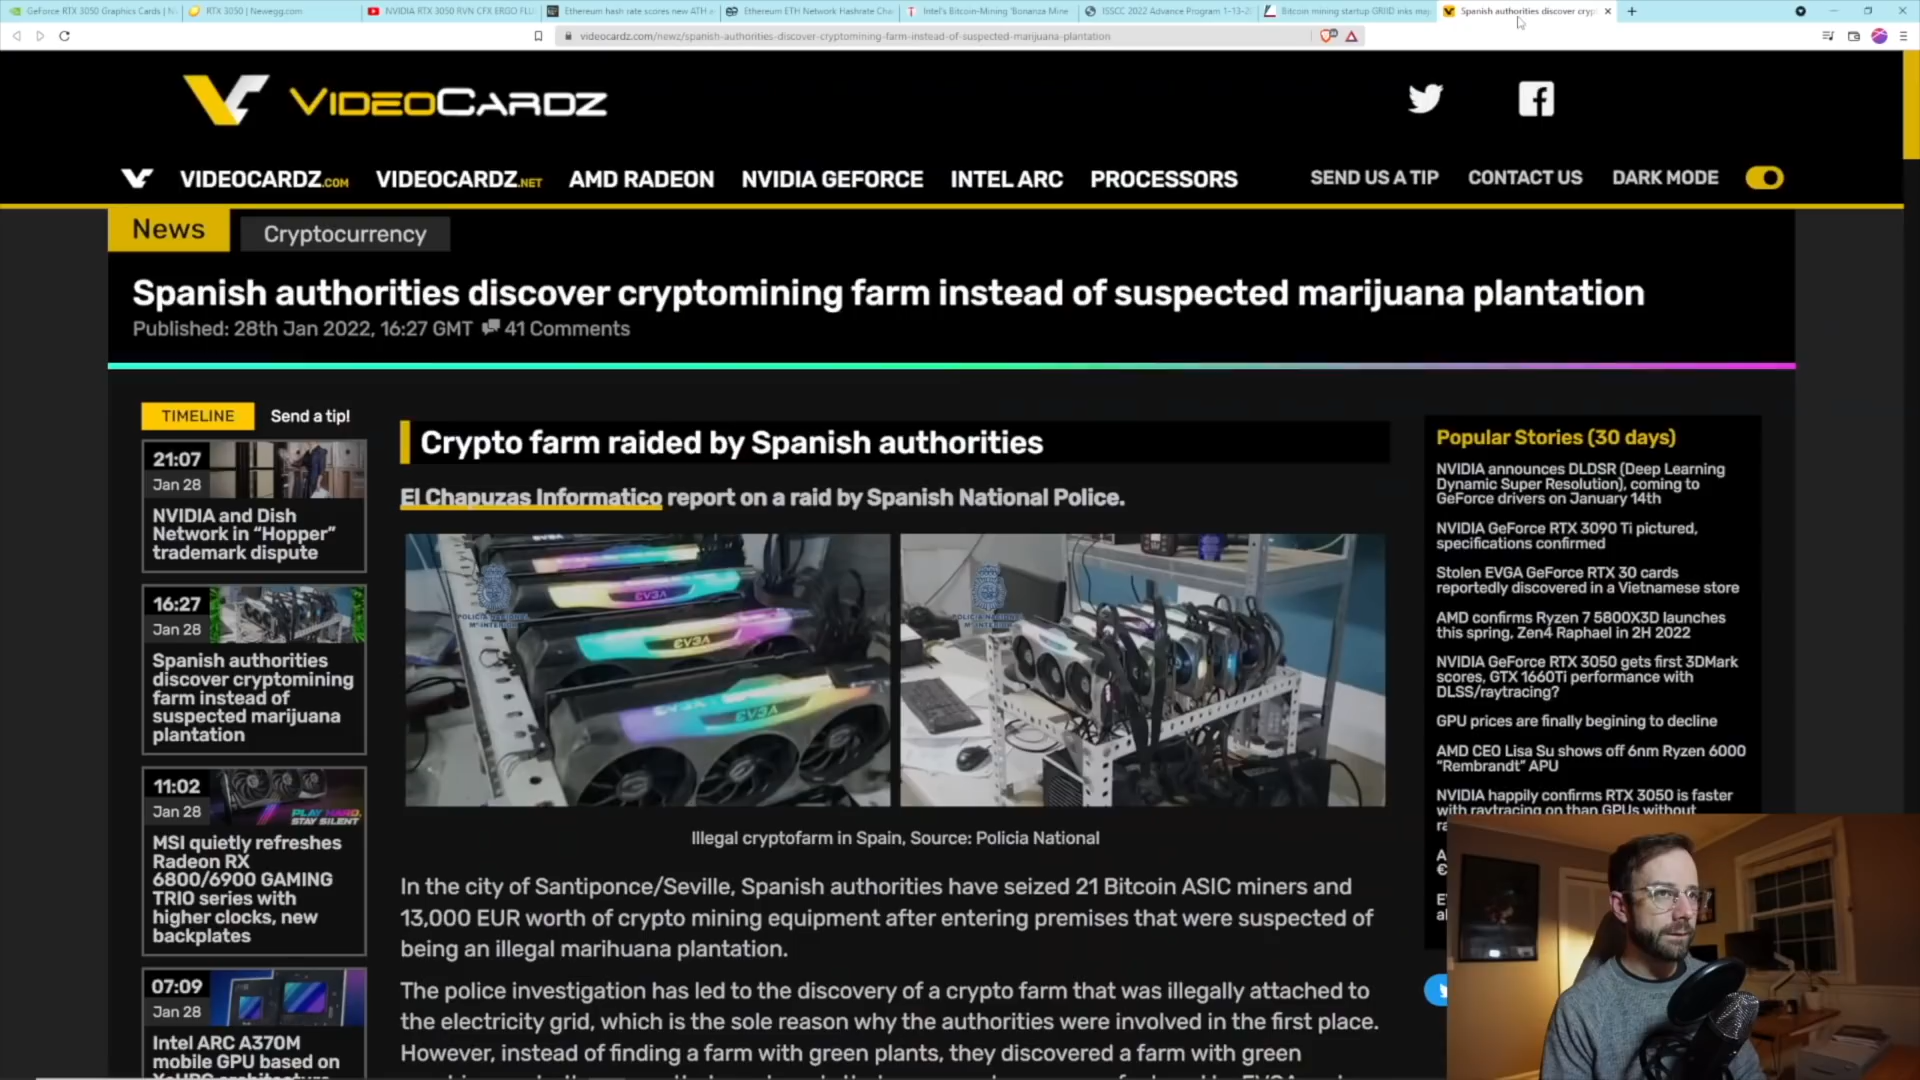 GeForce RTX 3050 Graphics Cards | N
RTX 3050 | Newegg.com
NVIDIA RTX 3050 RVN CFX ERGO FLU
Ethereum hash rate scores new ATH
Ethereum ETH Network Hashrate Cha
Intel's Bitcoin-Mining 'Bonanza Mine
ISSCC 2022 Advance Program 1-13-2
Bitcoin mining startup GRIID inks maj
Spanish authorities discover cryp
videocardz.com/newz/spanish-authorities-discover-cryptomining-farm-instead-of-suspected-marijuana-plantation
VIDEOCARDZ
VIDEOCARDZ.COM
VIDEOCARDZ.NET
AMD RADEON
NVIDIA GEFORCE
INTEL ARC
PROCESSORS
SEND US A TIP
CONTACT US
DARK MODE
News
Cryptocurrency
Spanish authorities discover cryptomining farm instead of suspected marijuana plantation
Published: 28th Jan 2022, 16:27 GMT 41 Comments
TIMELINE
Send a tip!
21:07
Jan 28
NVIDIA and Dish
Network in “Hopper”
trademark dispute
16:27
Jan 28
Spanish authorities
discover cryptomining
farm instead of
suspected marijuana
plantation
11:02
Jan 28
PLAY HARD,
STAY SILENT
MSI quietly refreshes
Radeon RX
6800/6900 GAMING
TRIO series with
higher clocks, new
backplates
07:09
Jan 28
Intel ARC A370M
mobile GPU based on
Crypto farm raided by Spanish authorities
El Chapuzas Informatico report on a raid by Spanish National Police.
POLICIA NACIONAL
Mº INTERIOR
EVGA
EVGA
EVGA
POLICIA NACIONAL
Mº INTERIOR
Illegal cryptofarm in Spain, Source: Policia National
In the city of Santiponce/Seville, Spanish authorities have seized 21 Bitcoin ASIC miners and
13,000 EUR worth of crypto mining equipment after entering premises that were suspected of
being an illegal marihuana plantation.
The police investigation has led to the discovery of a crypto farm that was illegally attached to
the electricity grid, which is the sole reason why the authorities were involved in the first place.
However, instead of finding a farm with green plants, they discovered a farm with green
Popular Stories (30 days)
NVIDIA announces DLDSR (Deep Learning
Dynamic Super Resolution), coming to
GeForce drivers on January 14th
NVIDIA GeForce RTX 3090 Ti pictured,
specifications confirmed
Stolen EVGA GeForce RTX 30 cards
reportedly discovered in a Vietnamese store
AMD confirms Ryzen 7 5800X3D launches
this spring, Zen4 Raphael in 2H 2022
NVIDIA GeForce RTX 3050 gets first 3DMark
scores, GTX 1660Ti performance with
DLSS/raytracing?
GPU prices are finally begining to decline
AMD CEO Lisa Su shows off 6nm Ryzen 6000
“Rembrandt” APU
NVIDIA happily confirms RTX 3050 is faster
with raytracing on than GPUs without